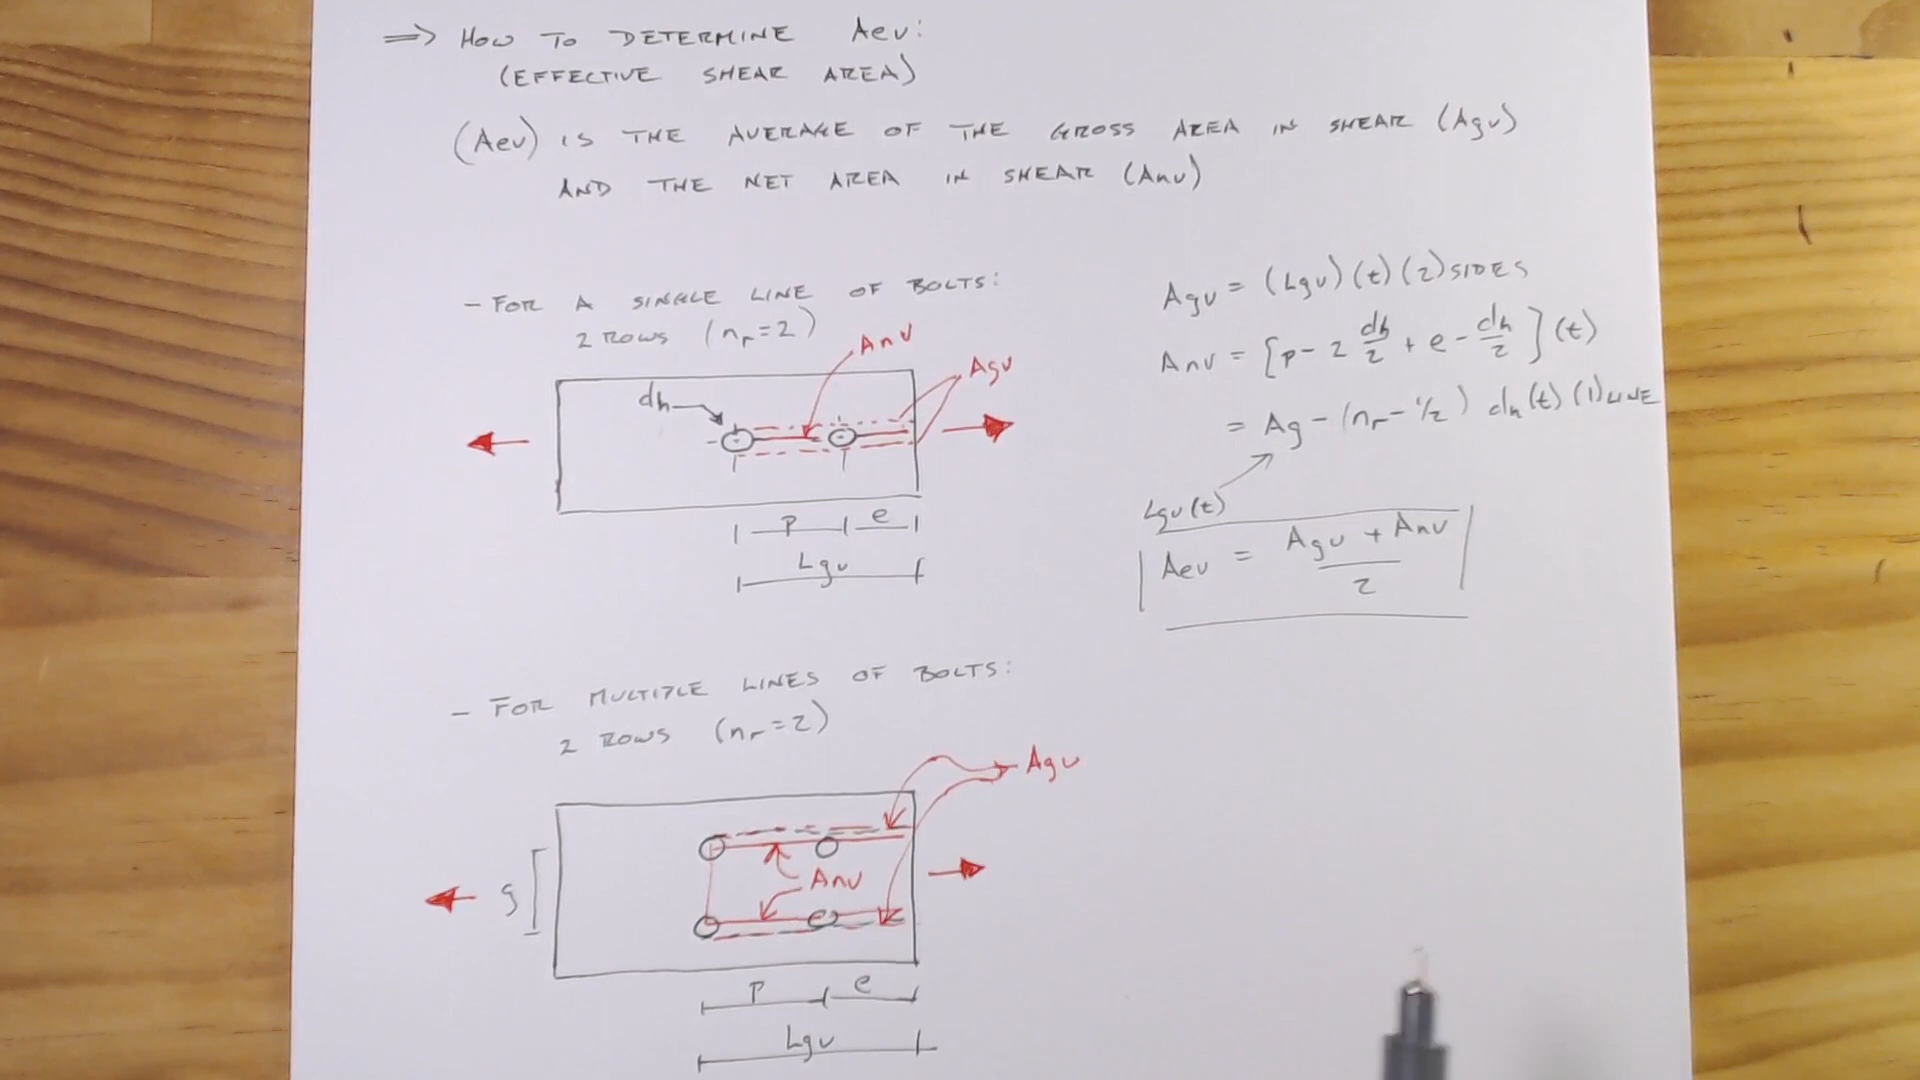 ⇒ HOW TO DETERMINE Aev:
(EFFECTIVE SHEAR AREA)
(Aev) IS THE AVERAGE OF THE GROSS AREA IN SHEAR (Agv)
AND THE NET AREA IN SHEAR (Anv)
- FOR A SINGLE LINE OF BOLTS:
2 ROWS (nr=2)
Anv
Agv
dh
p
e
Lgv
Agv = (Lgv)(t)(2)SIDES
Anv = [p - 2 dh/2 + e - dh/2](t)
= Ag - (nr - 1/2) dh(t)(1)LINE
Lgv(t)
Aev = Agv + Anv / 2
- FOR MULTIPLE LINES OF BOLTS:
2 ROWS (nr=2)
Agv
Anv
g
p
e
Lgv